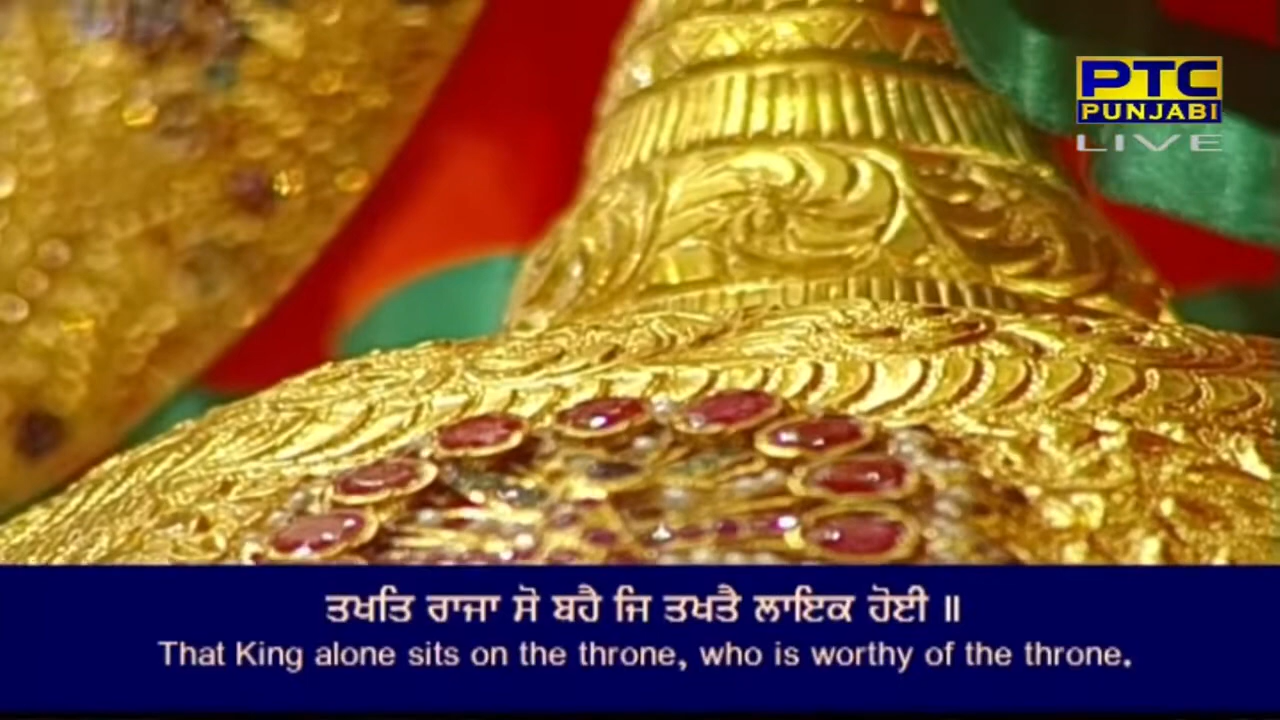 PTC
PUNJABI
LIVE
ਤਖਤਿ ਰਾਜਾ ਸੋ ਬਹੈ ਜਿ ਤਖਤੈ ਲਾਇਕ ਹੋਈ ॥
That King alone sits on the throne, who is worthy of the throne.